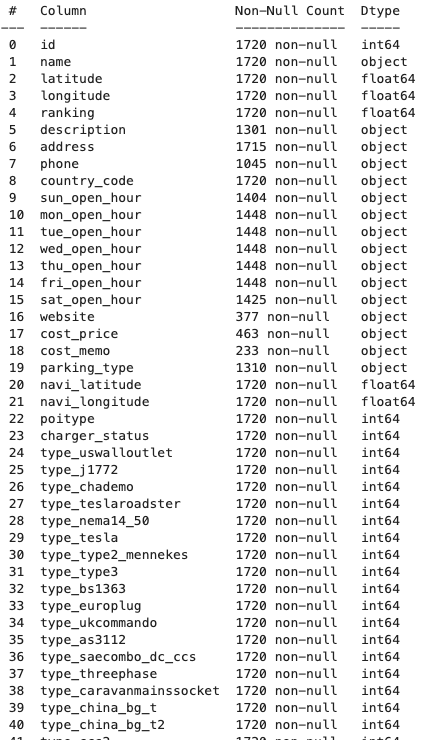 #   Column                  Non-Null Count  Dtype
---  ------                  --------------  -----
0   id                      1720 non-null   int64
1   name                    1720 non-null   object
2   latitude                1720 non-null   float64
3   longitude               1720 non-null   float64
4   ranking                 1720 non-null   float64
5   description             1301 non-null   object
6   address                 1715 non-null   object
7   phone                   1045 non-null   object
8   country_code            1720 non-null   object
9   sun_open_hour           1404 non-null   object
10  mon_open_hour           1448 non-null   object
11  tue_open_hour           1448 non-null   object
12  wed_open_hour           1448 non-null   object
13  thu_open_hour           1448 non-null   object
14  fri_open_hour           1448 non-null   object
15  sat_open_hour           1425 non-null   object
16  website                 377 non-null    object
17  cost_price              463 non-null    object
18  cost_memo               233 non-null    object
19  parking_type            1310 non-null   object
20  navi_latitude           1720 non-null   float64
21  navi_longitude          1720 non-null   float64
22  poitype                 1720 non-null   int64
23  charger_status          1720 non-null   int64
24  type_uswalloutlet       1720 non-null   int64
25  type_j1772              1720 non-null   int64
26  type_chademo            1720 non-null   int64
27  type_teslaroadster      1720 non-null   int64
28  type_nema14_50          1720 non-null   int64
29  type_tesla              1720 non-null   int64
30  type_type2_mennekes     1720 non-null   int64
31  type_type3              1720 non-null   int64
32  type_bs1363             1720 non-null   int64
33  type_europlug           1720 non-null   int64
34  type_ukcommando         1720 non-null   int64
35  type_as3112             1720 non-null   int64
36  type_saecombo_dc_ccs    1720 non-null   int64
37  type_threephase         1720 non-null   int64
38  type_caravanmainssocket 1720 non-null   int64
39  type_china_bg_t         1720 non-null   int64
40  type_china_bg_t2        1720 non-null   int64